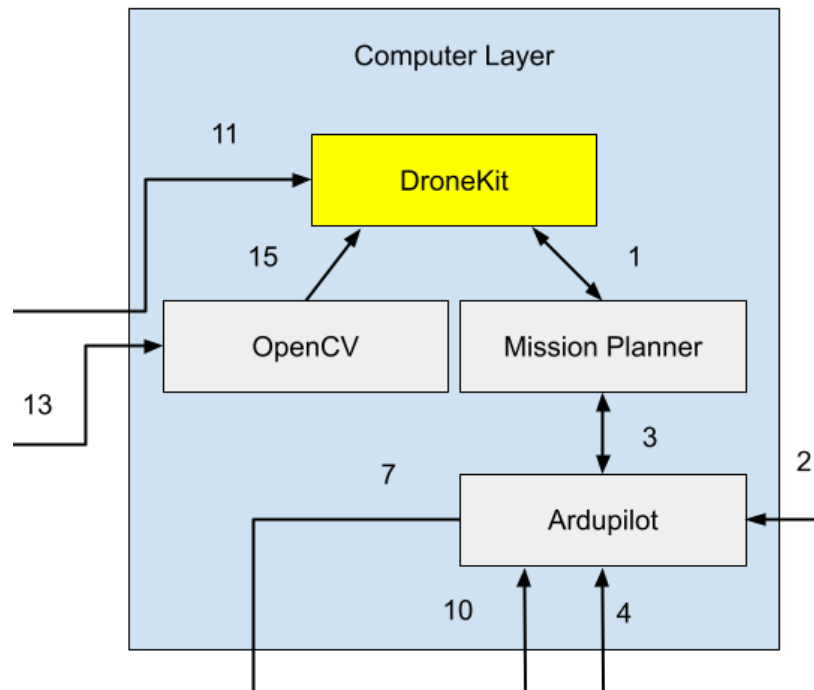 Computer Layer
11
DroneKit
15
1
OpenCV
Mission Planner
13
3
7
2
Ardupilot
10
4